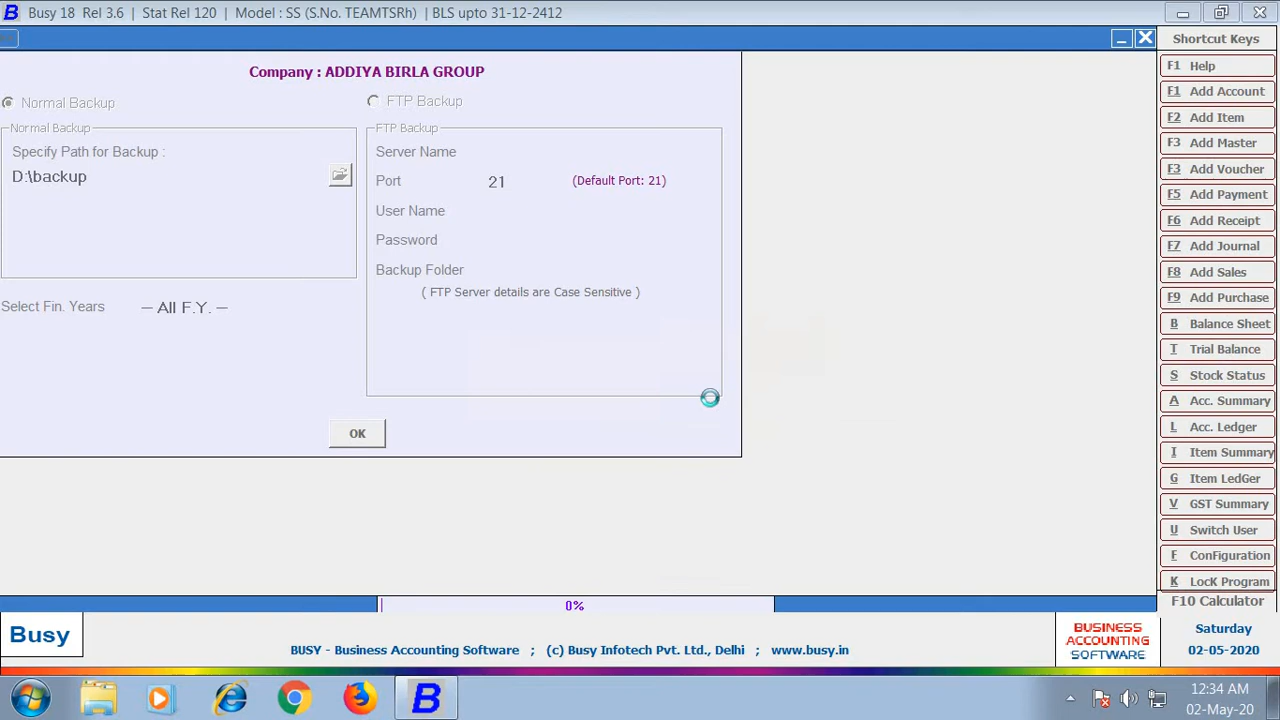 B Busy 18 Rel 3.6 | Stat Rel 120 | Model : SS (S.No. TEAMTSRh) | BLS upto 31-12-2412
Shortcut Keys
Company : ADDIYA BIRLA GROUP
Normal Backup
FTP Backup
Normal Backup
Specify Path for Backup :
D:\backup
Select Fin. Years --- All F.Y. ---
FTP Backup
Server Name
Port 21 (Default Port: 21)
User Name
Password
Backup Folder
( FTP Server details are Case Sensitive )
OK
F1 Help
F1 Add Account
F2 Add Item
F3 Add Master
F3 Add Voucher
F5 Add Payment
F6 Add Receipt
F7 Add Journal
F8 Add Sales
F9 Add Purchase
B Balance Sheet
T Trial Balance
S Stock Status
A Acc. Summary
L Acc. Ledger
I Item Summary
G Item LedGer
V GST Summary
U Switch User
F ConFiguration
K LocK Program
F10 Calculator
0%
Busy
BUSY - Business Accounting Software ; (c) Busy Infotech Pvt. Ltd., Delhi ; www.busy.in
BUSINESS
ACCOUNTING
SOFTWARE
Saturday
02-05-2020
B
12:34 AM
02-May-20